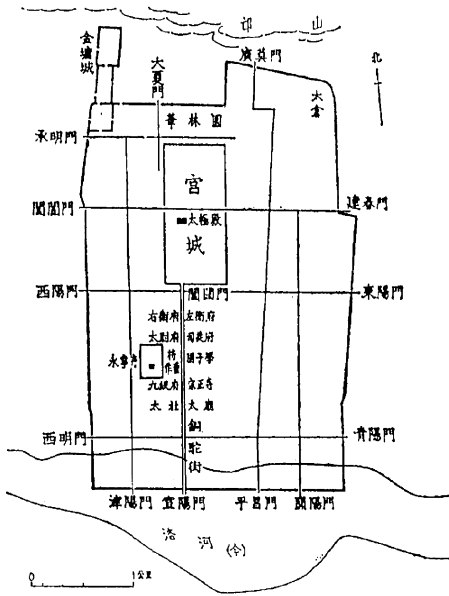 邙山
金墉城
大夏門
廣莫門
北
太倉
華林園
承明門
宮城
太極殿
閶闔門
建春門
西陽門
閶闔門
東陽門
右衛府 左衛府
太尉府 司徒府
永寧寺
將作曹 國子學
九級府 宗正寺
太社 太廟
銅駝街
西明門
青陽門
津陽門
宣陽門
平昌門
開陽門
洛河(今)
0 1公里